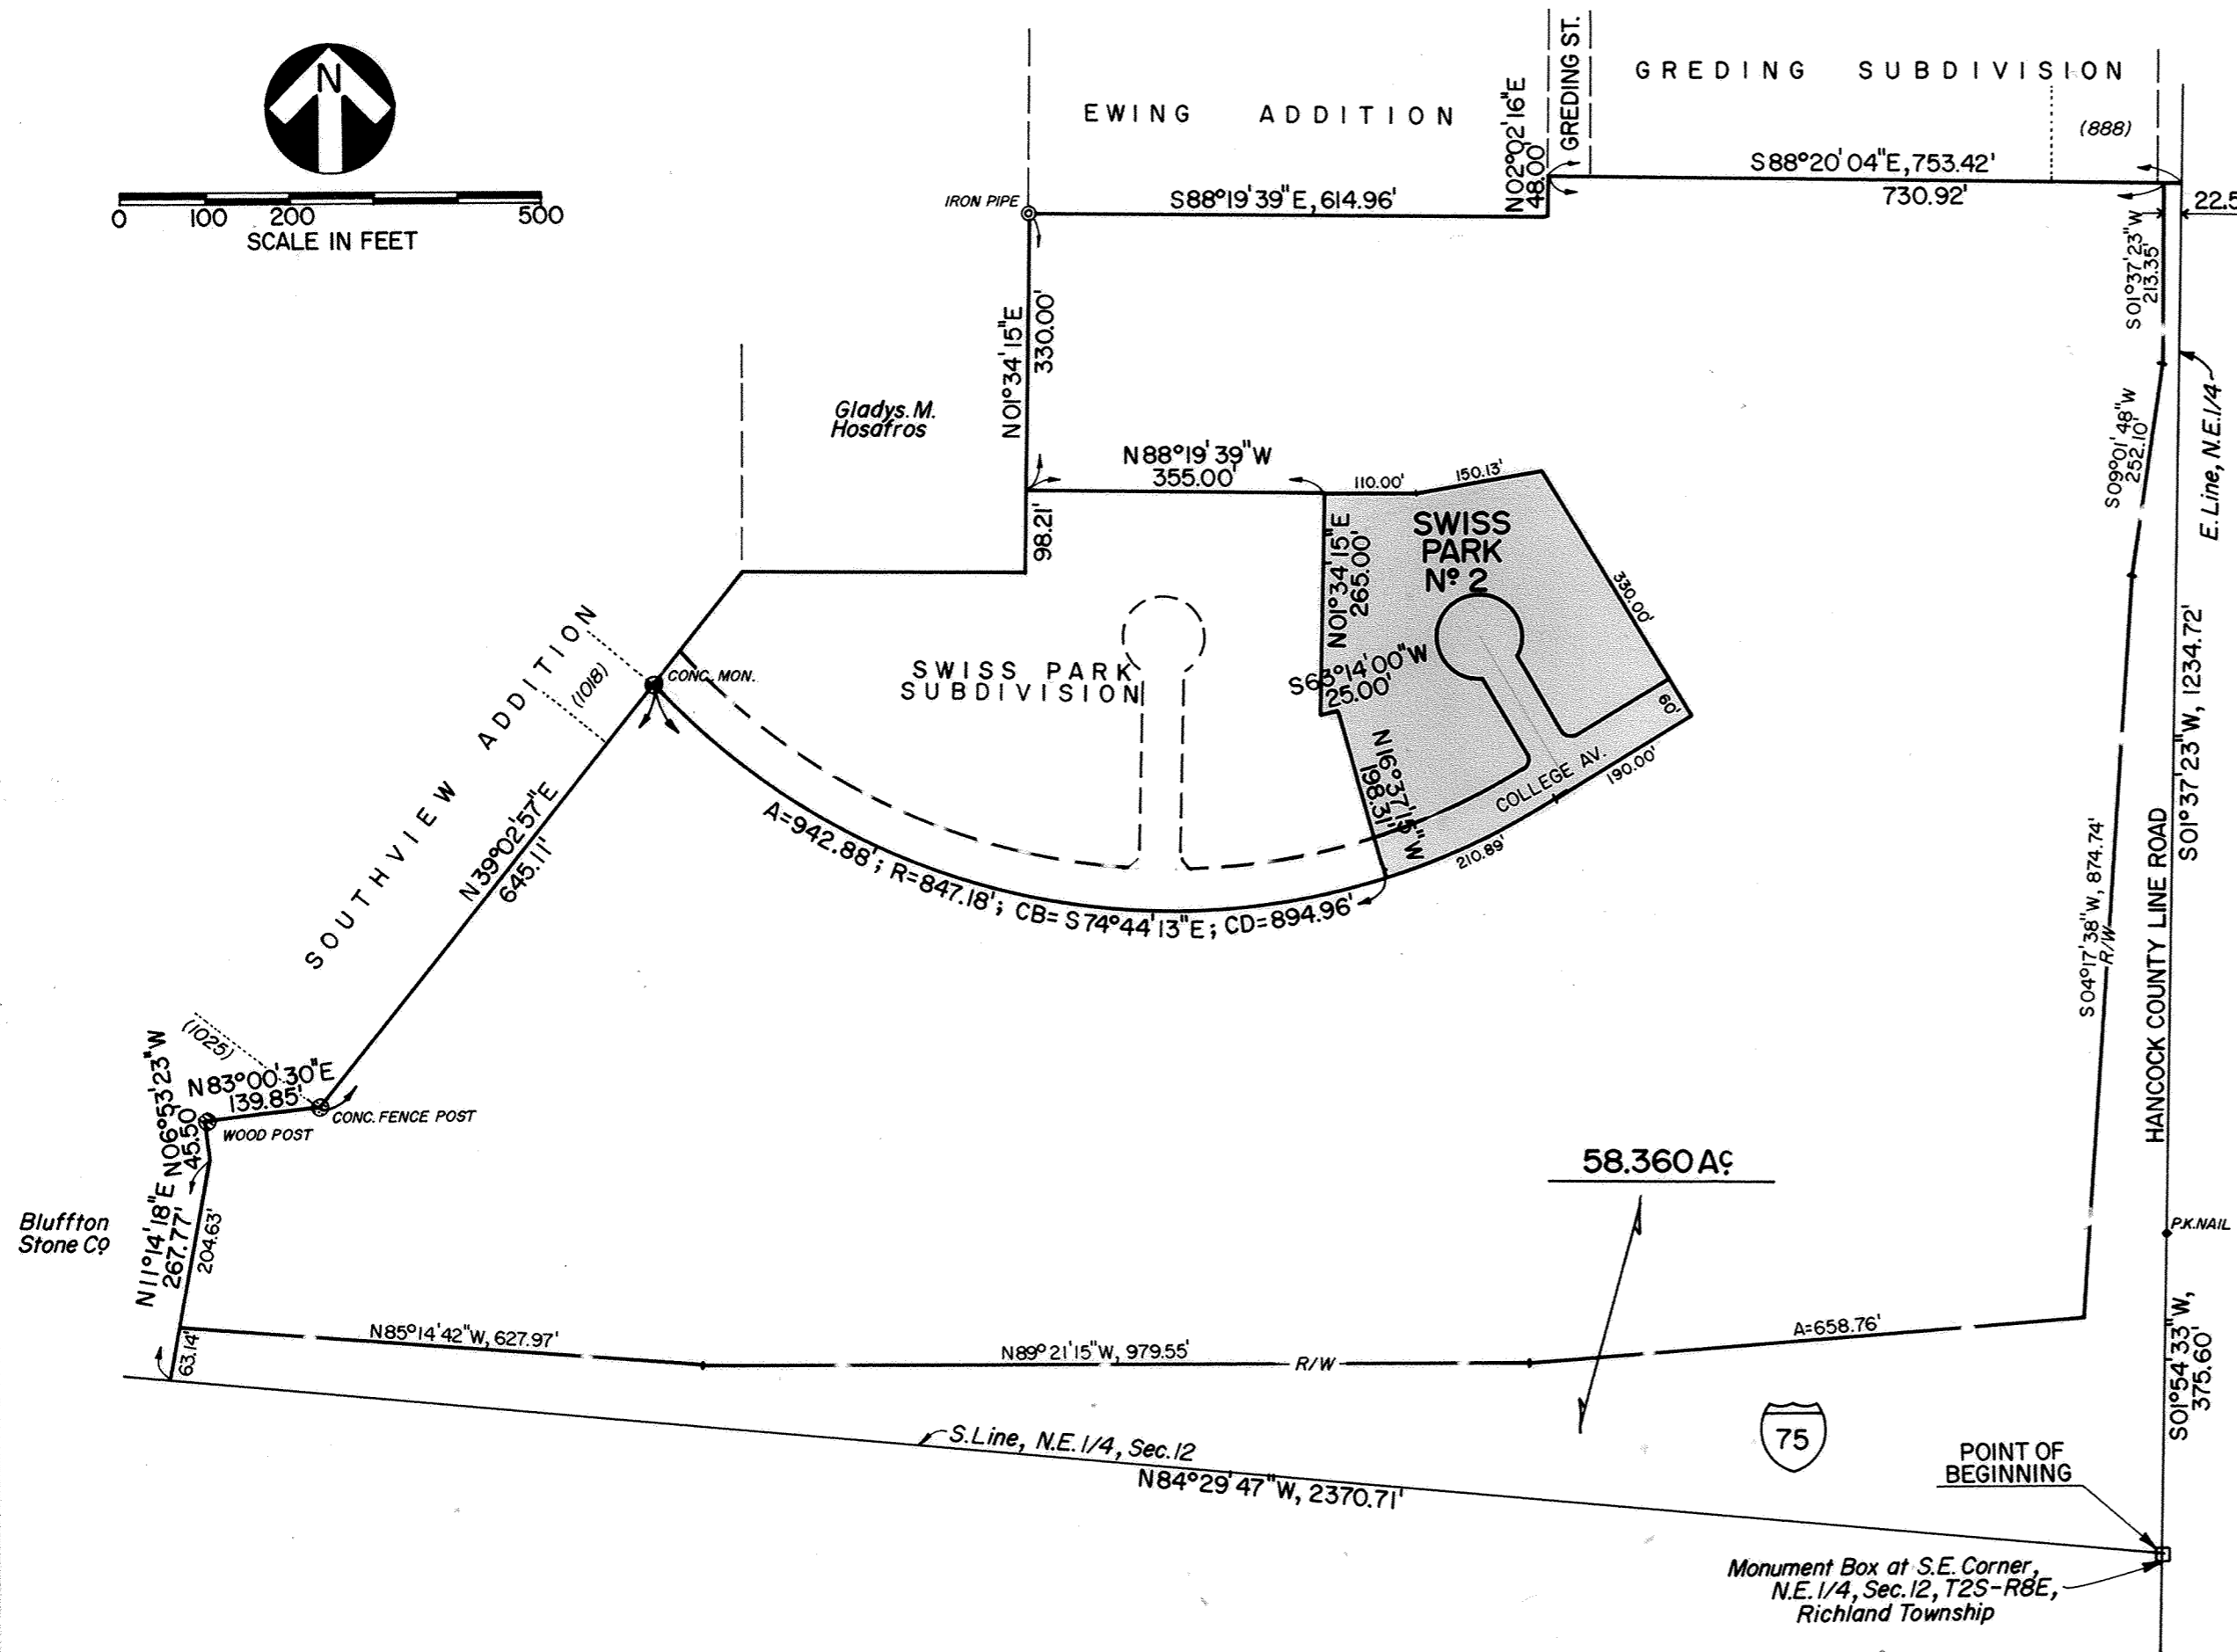 N
0 100 200 500
SCALE IN FEET
EWING ADDITION
N02°02'16"E
48.00'
GREDING ST.
GREDING SUBDIVISION
(888)
S88°20'04"E, 753.42'
730.92'
22.5
IRON PIPE
S88°19'39"E, 614.96'
S01°37'23"W
213.35'
N01°34'15"E
330.00'
Gladys. M.
Hosafros
S09°01'48"W
252.10'
E. Line, N.E. 1/4
N88°19'39"W
355.00'
110.00'
150.13'
98.21'
SWISS
PARK
Nº 2
N01°34'15"E
265.00'
330.00'
S63°14'00"W
25.00'
60'
SWISS PARK
SUBDIVISION
CONC. MON.
(1018)
SOUTHVIEW ADDITION
N16°37'15"W
198.31'
COLLEGE AV.
190.00'
210.89'
S01°37'23"W, 1234.72'
N39°02'57"E
645.11'
A=942.88'; R=847.18'; CB=S74°44'13"E; CD=894.96'
S04°17'38"W, 874.74'
R/W
HANCOCK COUNTY LINE ROAD
(1025)
N83°00'30"E
139.85'
CONC. FENCE POST
WOOD POST
N06°53'23"W
45.50'
N11°14'18"E
267.77'
204.63'
63.14'
Bluffton
Stone Cº
58.360 Ac
P.K. NAIL
N85°14'42"W, 627.97'
N89°21'15"W, 979.55'
R/W
A=658.76'
S01°54'33"W,
375.60'
S. Line, N.E. 1/4, Sec. 12
N84°29'47"W, 2370.71'
75
POINT OF
BEGINNING
Monument Box at S.E. Corner,
N.E. 1/4, Sec. 12, T2S-R8E,
Richland Township